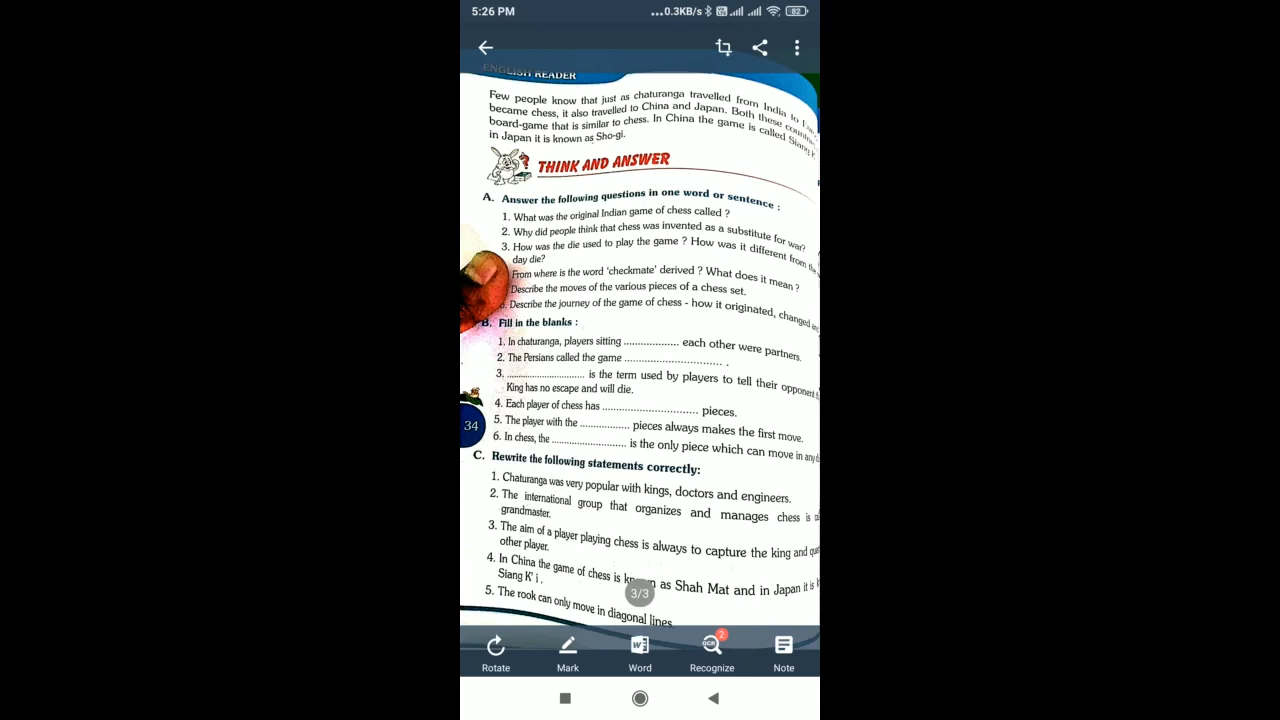 5:26 PM
...0.3KB/s
82
ENGLISH READER
Few people know that just as chaturanga travelled from India to
became chess, it also travelled to China and Japan. Both these
board-game that is similar to chess. In China the game is called Siang
in Japan it is known as Sho-gi.
THINK AND ANSWER
A. Answer the following questions in one word or sentence :
1. What was the original Indian game of chess called ?
2. Why did people think that chess was invented as a substitute for war?
3. How was the die used to play the game ? How was it different from the
day die?
From where is the word 'checkmate' derived ? What does it mean ?
Describe the moves of the various pieces of a chess set.
Describe the journey of the game of chess - how it originated, changed
B. Fill in the blanks :
1. In chaturanga, players sitting ................... each other were partners.
2. The Persians called the game ................................ .
3. ........................... is the term used by players to tell their opponent
King has no escape and will die.
4. Each player of chess has ................................ pieces.
5. The player with the ................. pieces always makes the first move.
6. In chess, the .......................... is the only piece which can move in any
34
C. Rewrite the following statements correctly:
1. Chaturanga was very popular with kings, doctors and engineers.
2. The international group that organizes and manages chess is
grandmaster.
3. The aim of a player playing chess is always to capture the king and
other player.
4. In China the game of chess is as Shah Mat and in Japan it is
Siang K' i .
3/3
5. The rook can only move in diagonal lines.
2
OCR
W
Rotate
Mark
Word
Recognize
Note